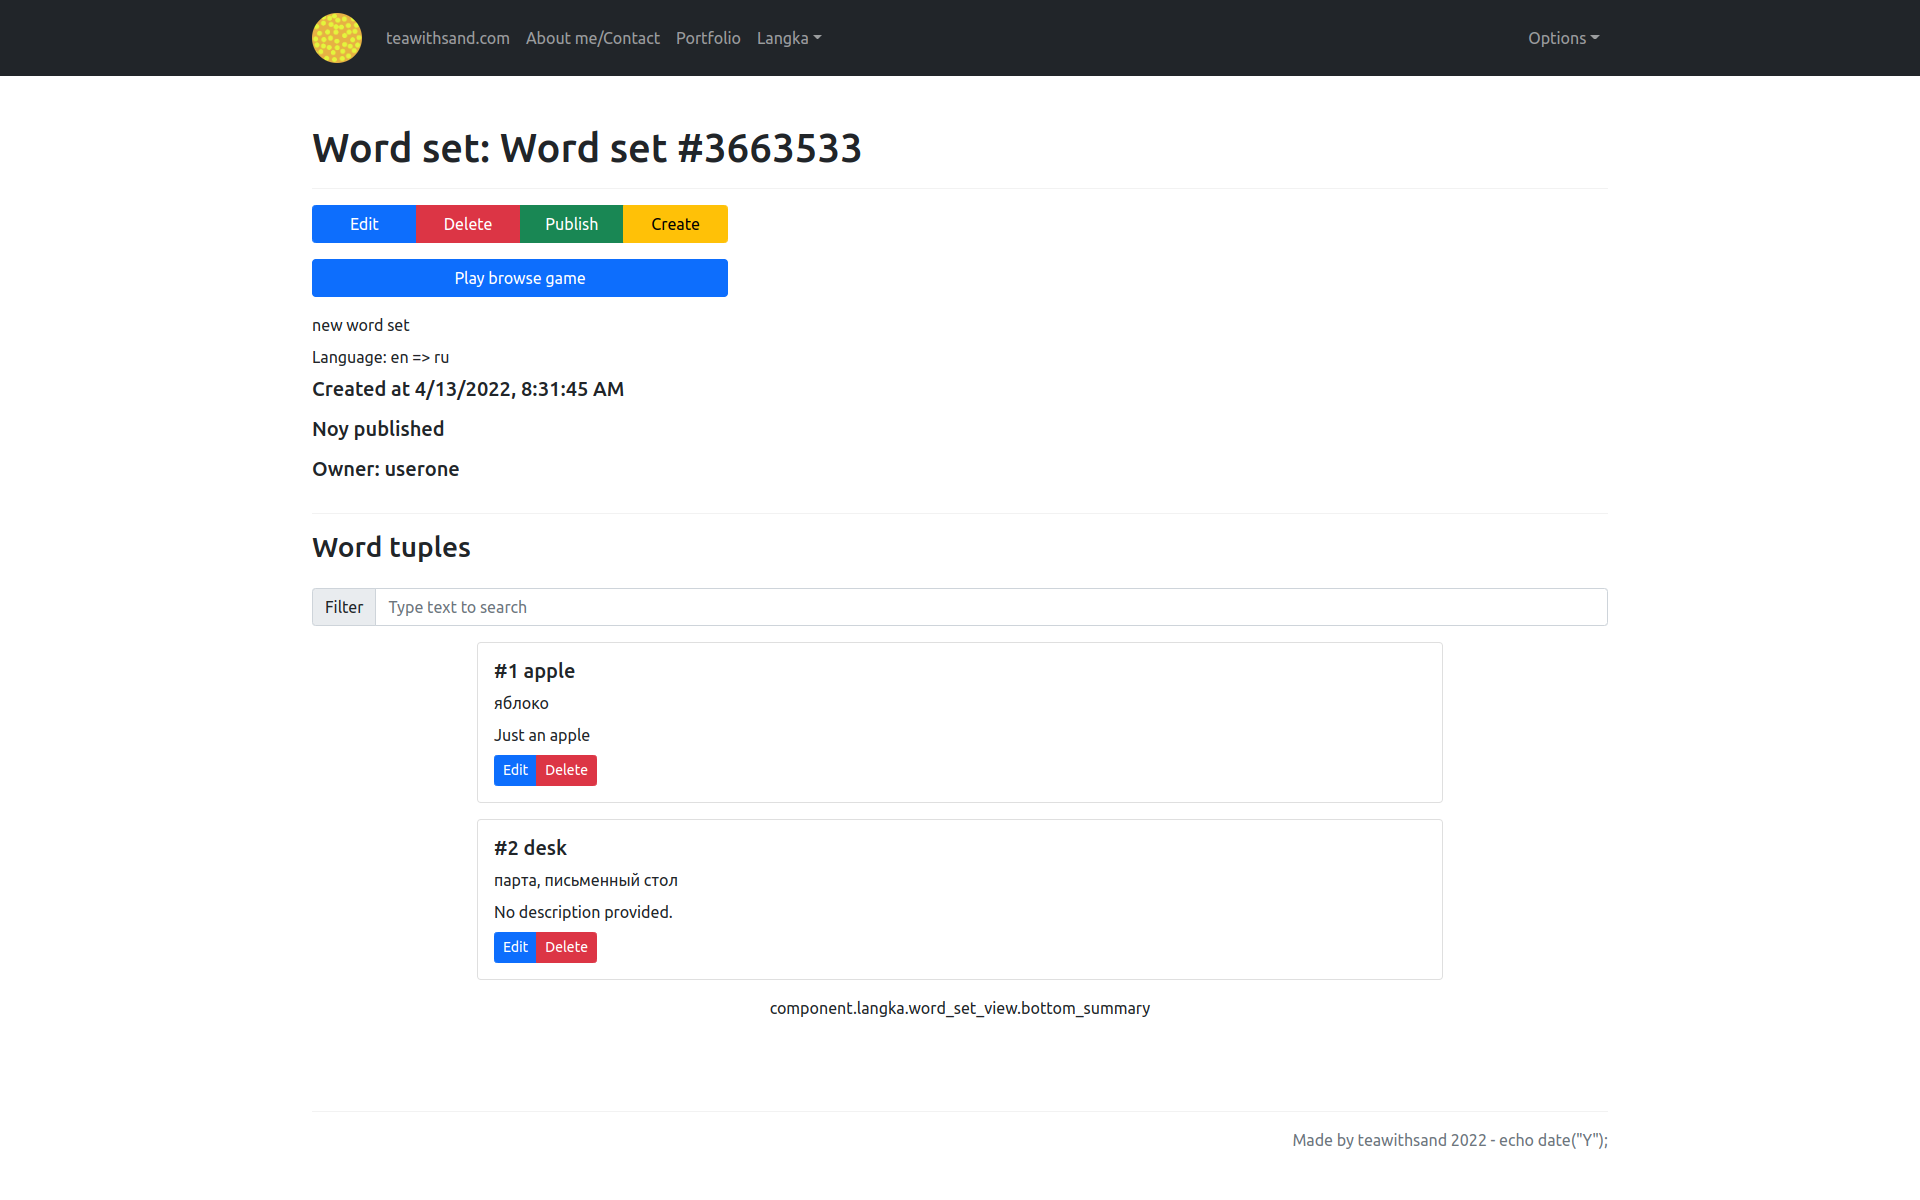 teawithsand.com About me/Contact Portfolio Langka Options
Word set: Word set #3663533
Edit Delete Publish Create
Play browse game
new word set
Language: en => ru
Created at 4/13/2022, 8:31:45 AM
Noy published
Owner: userone
Word tuples
Filter Type text to search
#1 apple
яблоко
Just an apple
Edit Delete
#2 desk
парта, письменный стол
No description provided.
Edit Delete
component.langka.word_set_view.bottom_summary
Made by teawithsand 2022 - echo date("Y");